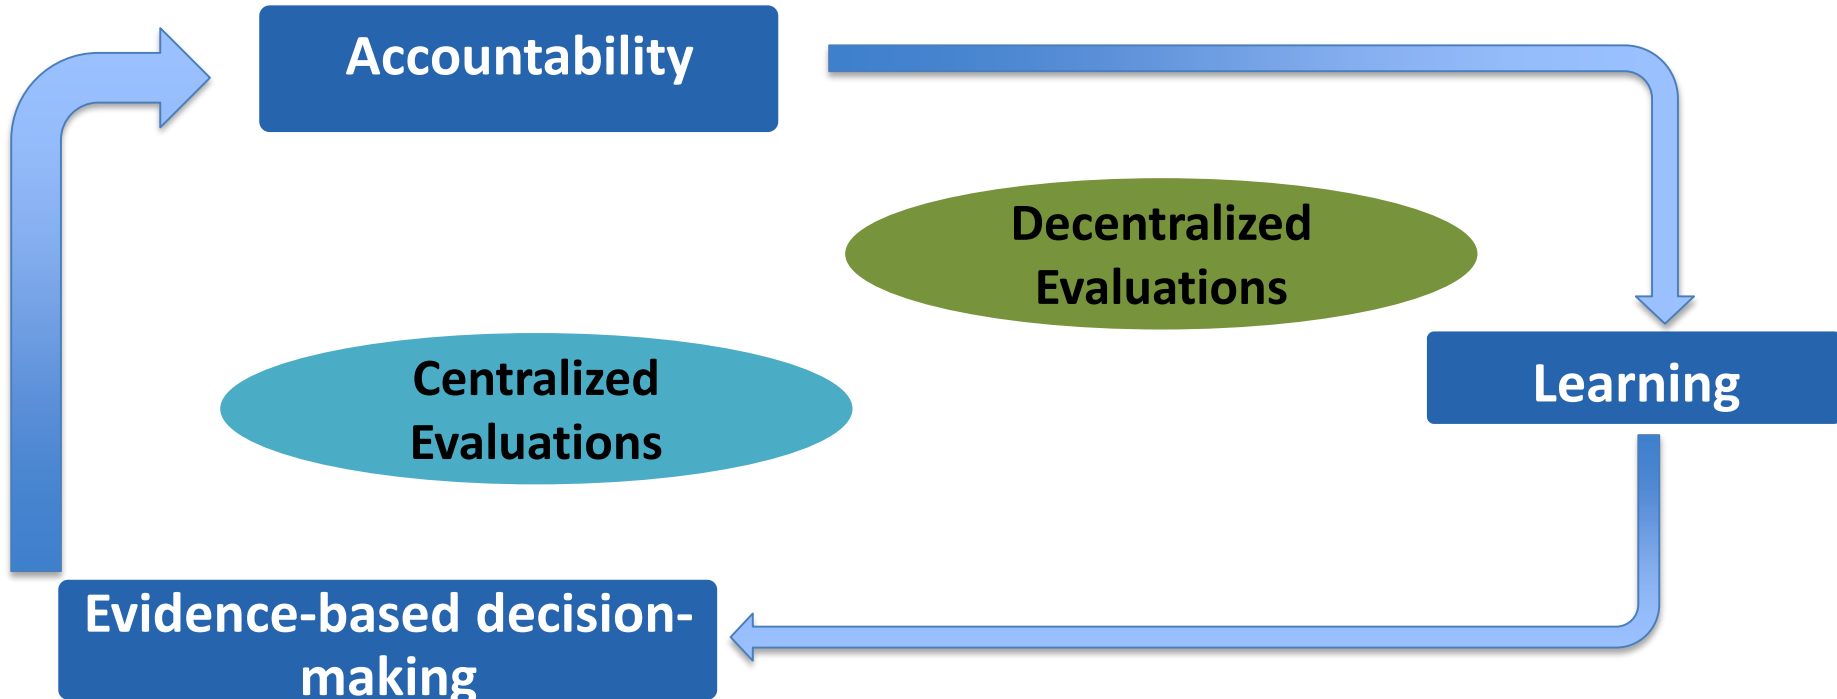 Accountability
Decentralized
Evaluations
Centralized
Evaluations
Learning
Evidence-based decision-
making